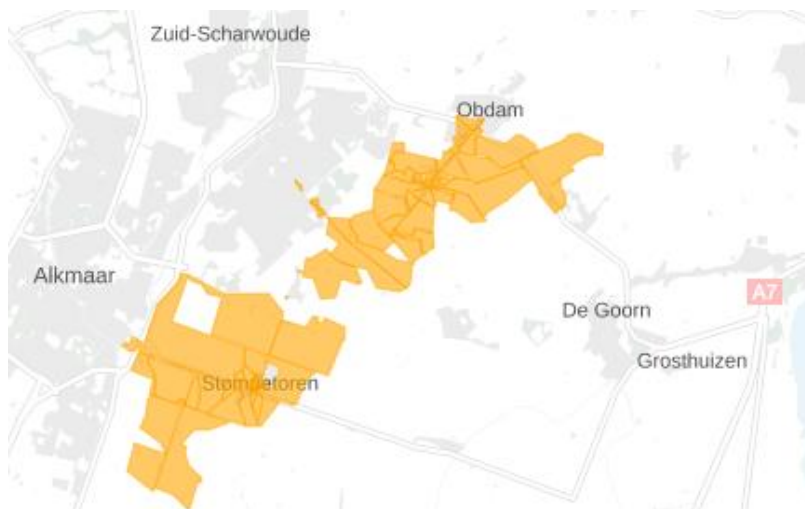 Zuid-Scharwoude
Obdam
Alkmaar
A7
De Goorn
Grosthuizen
Stompetoren